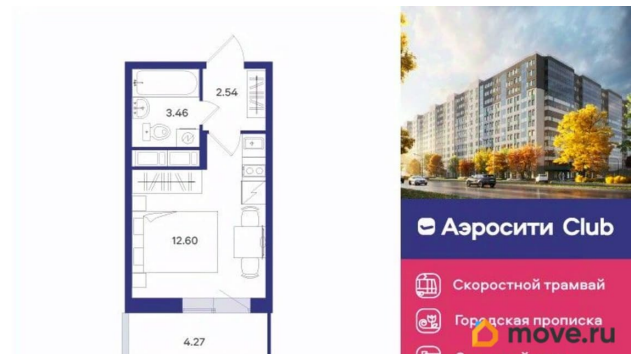 2.54
3.46
12.60
4.27
Аэросити Club
Скоростной трамвай
Городская прописка
move.ru